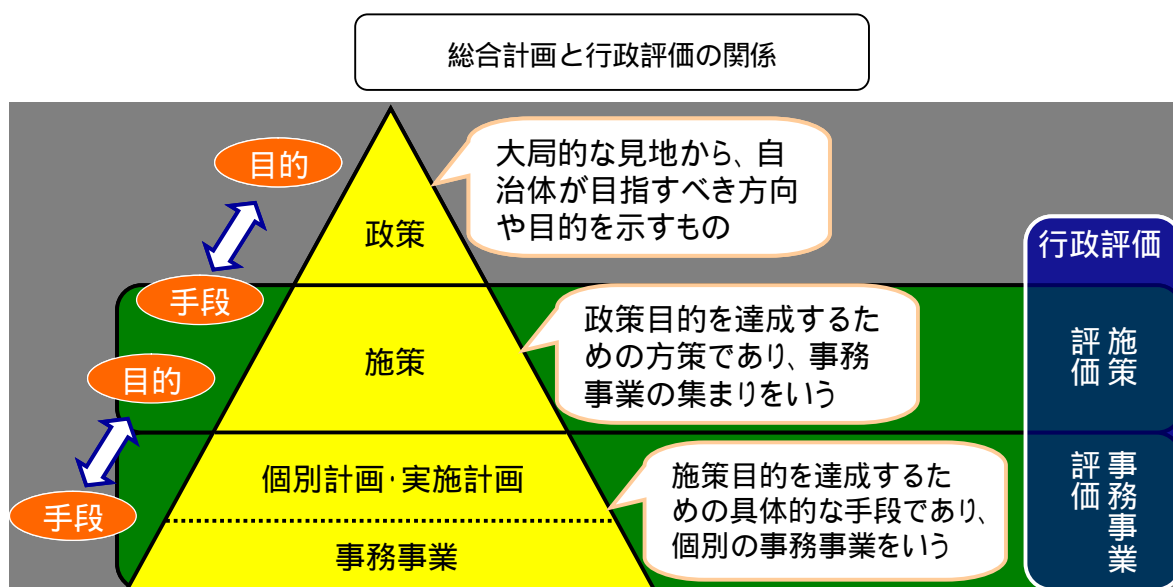 総合計画と行政評価の関係
目的
大局的な見地から、自
治体が目指すべき方向
や目的を示すもの
政策
行政評価
手段
政策目的を達成するた
めの方策であり、事務
事業の集まりをいう
施策
施策
評価
目的
個別計画・実施計画
施策目的を達成するた
めの具体的な手段であり、
個別の事務事業をいう
事務事業
評価
手段
事務事業